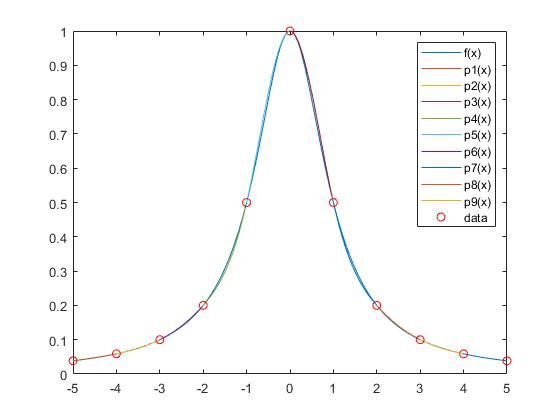 1
0.9
0.8
0.7
0.6
0.5
0.4
0.3
0.2
0.1
0
-5 -4 -3 -2 -1 0 1 2 3 4 5
f(x)
p1(x)
p2(x)
p3(x)
p4(x)
p5(x)
p6(x)
p7(x)
p8(x)
p9(x)
data